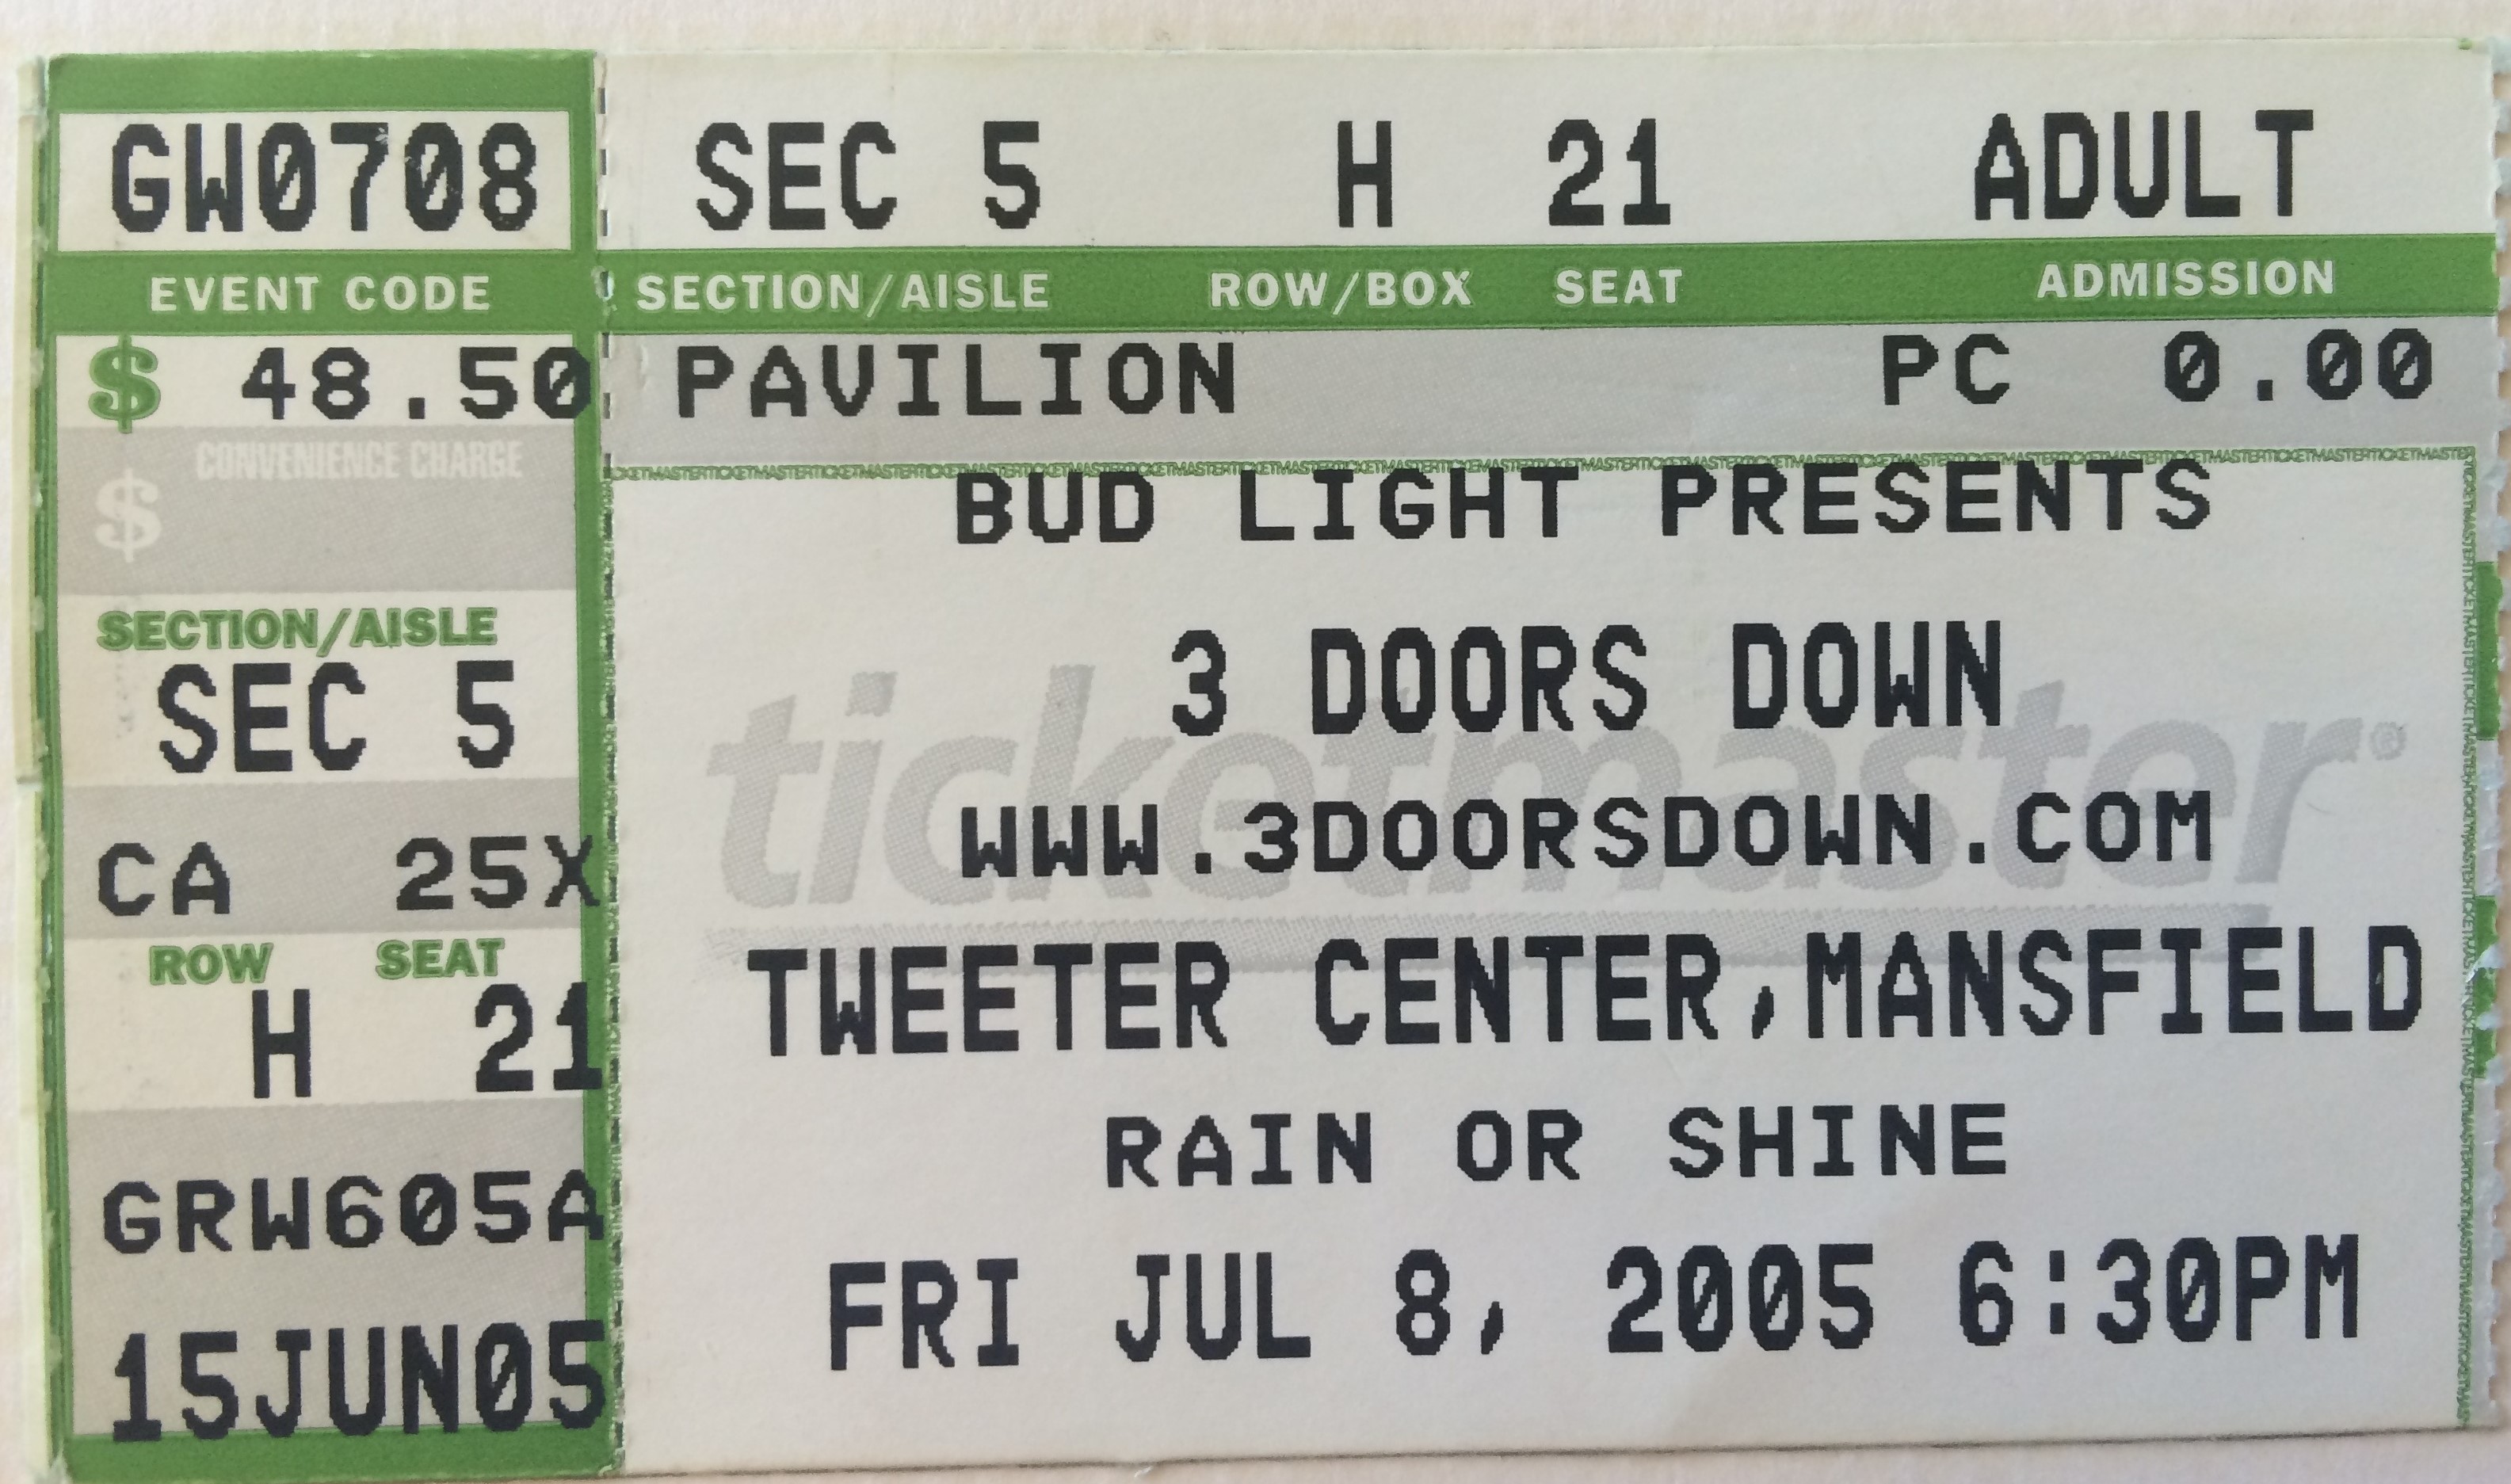 GW0708
EVENT CODE
$ 48.50
CONVENIENCE CHARGE
$
SECTION/AISLE
SEC 5
CA 25X
ROW SEAT
H 21
GRW605A
15JUN05
SEC 5 H 21 ADULT
SECTION/AISLE ROW/BOX SEAT ADMISSION
PAVILION PC 0.00
BUD LIGHT PRESENTS
3 DOORS DOWN
ticketmaster®
WWW.3DOORSDOWN.COM
TWEETER CENTER,MANSFIELD
RAIN OR SHINE
FRI JUL 8, 2005 6:30PM